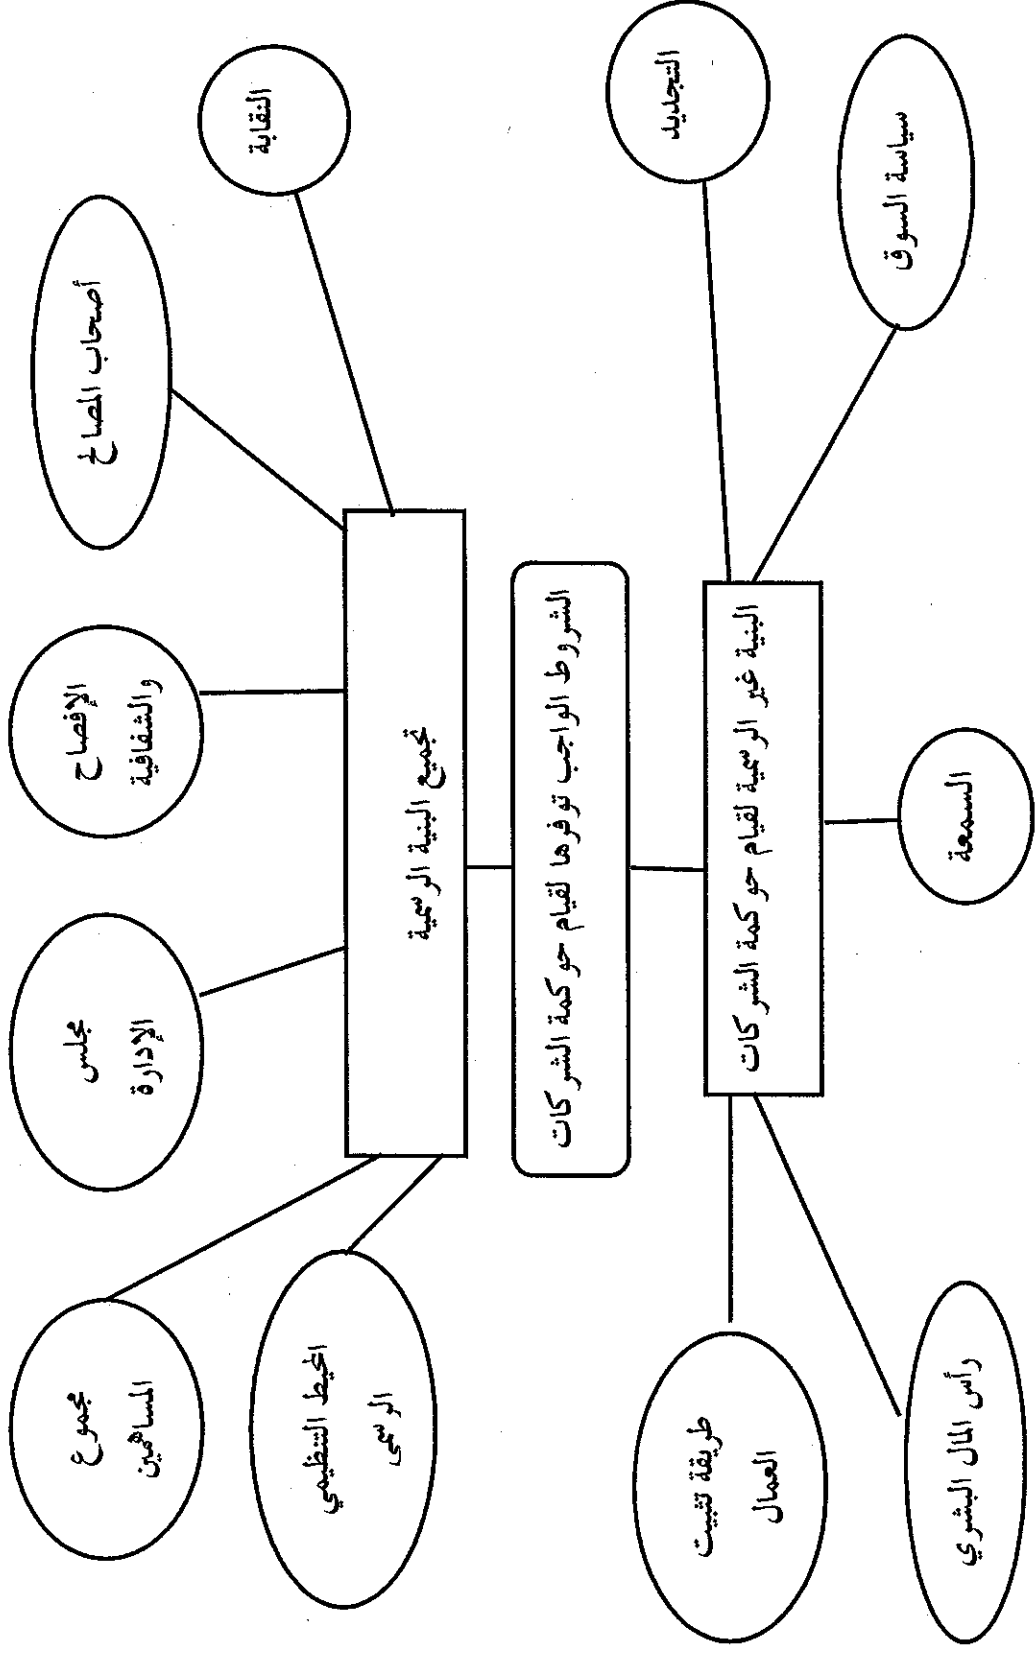 النقابة
أصحاب المصالح
الإفصاح
والشفافية
مجلس
الإدارة
مجموع
المساهمين
المحيط التنظيمي
الرسمي
تجميع البنية الرسمية
الشروط الواجب توفرها لقيام حوكمة الشركات
البنية غير الرسمية لقيام حوكمة الشركات
التجديد
سياسة السوق
السمعة
طريقة تثبيت
العمال
رأس المال البشري